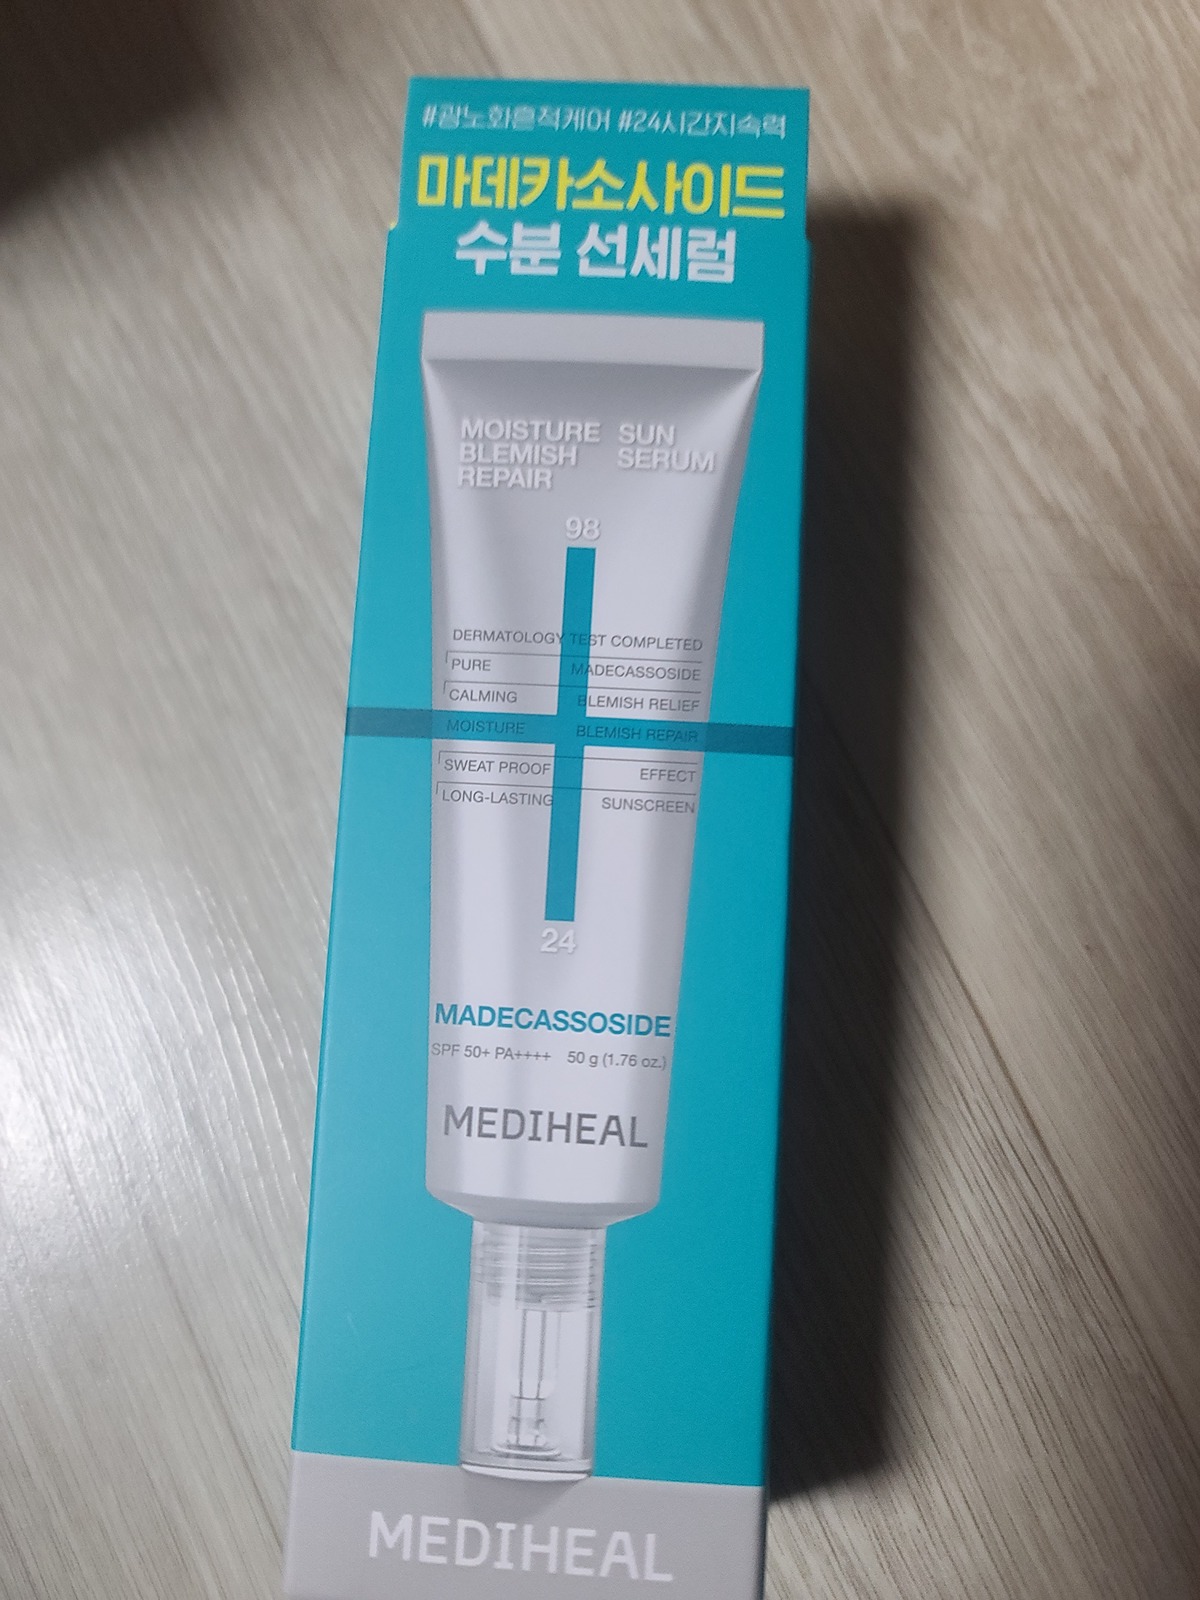 #광노화흔적케어 #24시간지속력
마데카소사이드
수분 선세럼
MOISTURE SUN
BLEMISH SERUM
REPAIR
98
DERMATOLOGY TEST COMPLETED
PURE MADECASSOSIDE
CALMING BLEMISH RELIEF
MOISTURE BLEMISH REPAIR
SWEAT PROOF EFFECT
LONG-LASTING SUNSCREEN
24
MADECASSOSIDE
SPF 50+ PA++++ 50 g (1.76 oz.)
MEDIHEAL
MEDIHEAL